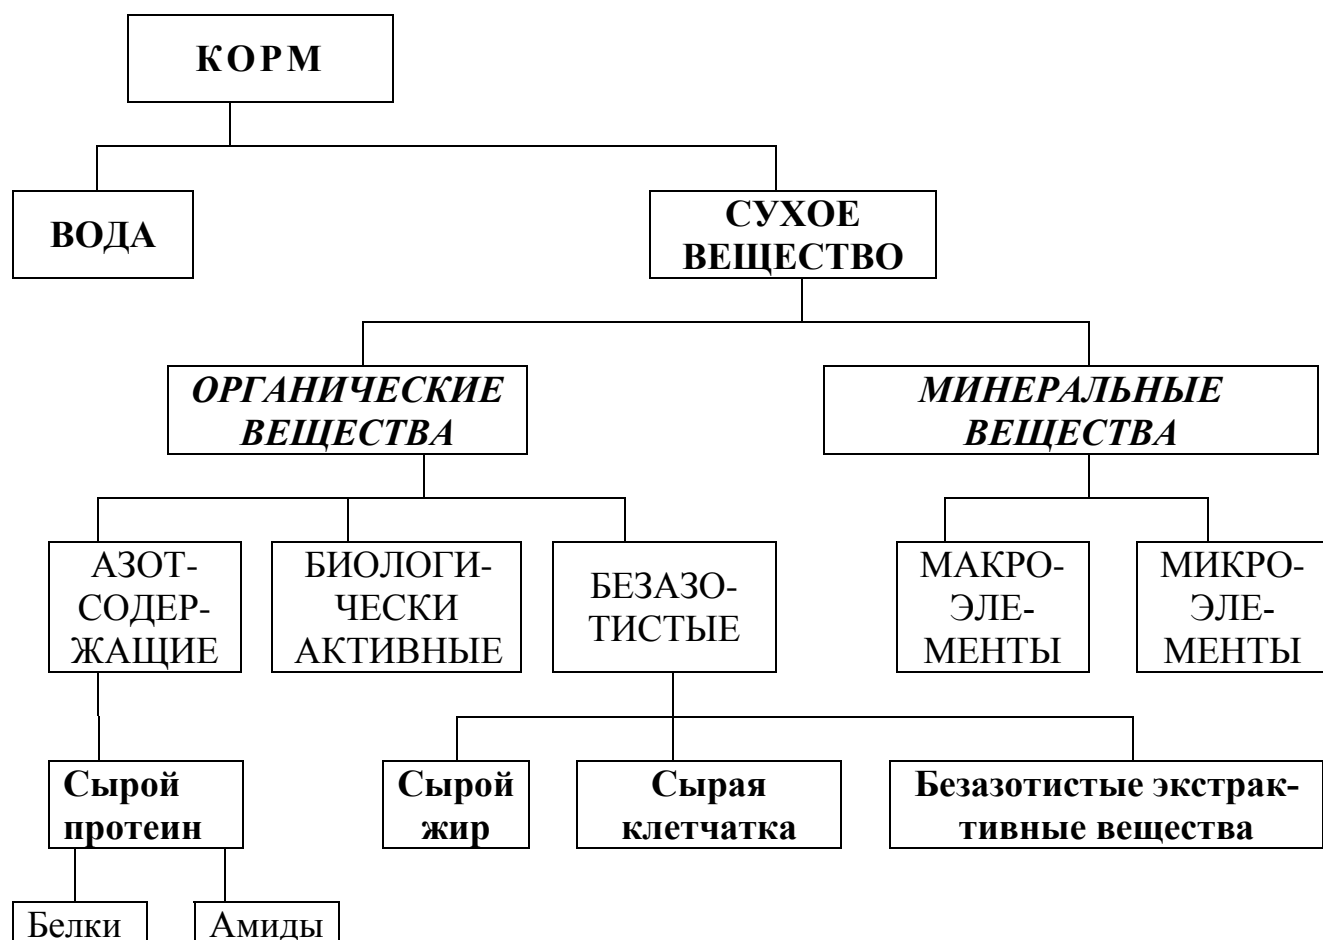 КОРМ
ВОДА
СУХОЕ
ВЕЩЕСТВО
ОРГАНИЧЕСКИЕ
ВЕЩЕСТВА
МИНЕРАЛЬНЫЕ
ВЕЩЕСТВА
АЗОТ-
СОДЕР-
ЖАЩИЕ
БИОЛОГИ-
ЧЕСКИ
АКТИВНЫЕ
БЕЗАЗО-
ТИСТЫЕ
МАКРО-
ЭЛЕ-
МЕНТЫ
МИКРО-
ЭЛЕ-
МЕНТЫ
Сырой
протеин
Сырой
жир
Сырая
клетчатка
Безазотистые экстрак-
тивные вещества
Белки
Амиды